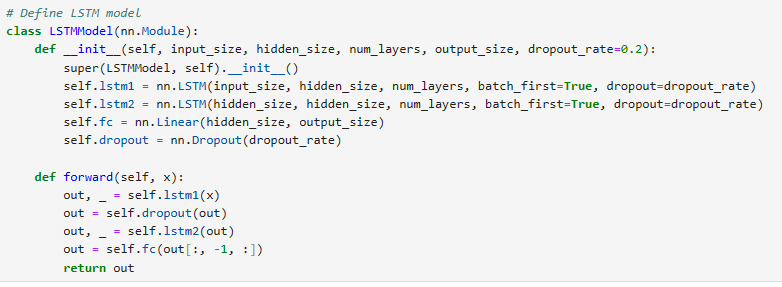 # Define LSTM model
class LSTMModel(nn.Module):
    def __init__(self, input_size, hidden_size, num_layers, output_size, dropout_rate=0.2):
        super(LSTMModel, self).__init__()
        self.lstm1 = nn.LSTM(input_size, hidden_size, num_layers, batch_first=True, dropout=dropout_rate)
        self.lstm2 = nn.LSTM(hidden_size, hidden_size, num_layers, batch_first=True, dropout=dropout_rate)
        self.fc = nn.Linear(hidden_size, output_size)
        self.dropout = nn.Dropout(dropout_rate)

    def forward(self, x):
        out, _ = self.lstm1(x)
        out = self.dropout(out)
        out, _ = self.lstm2(out)
        out = self.fc(out[:, -1, :])
        return out